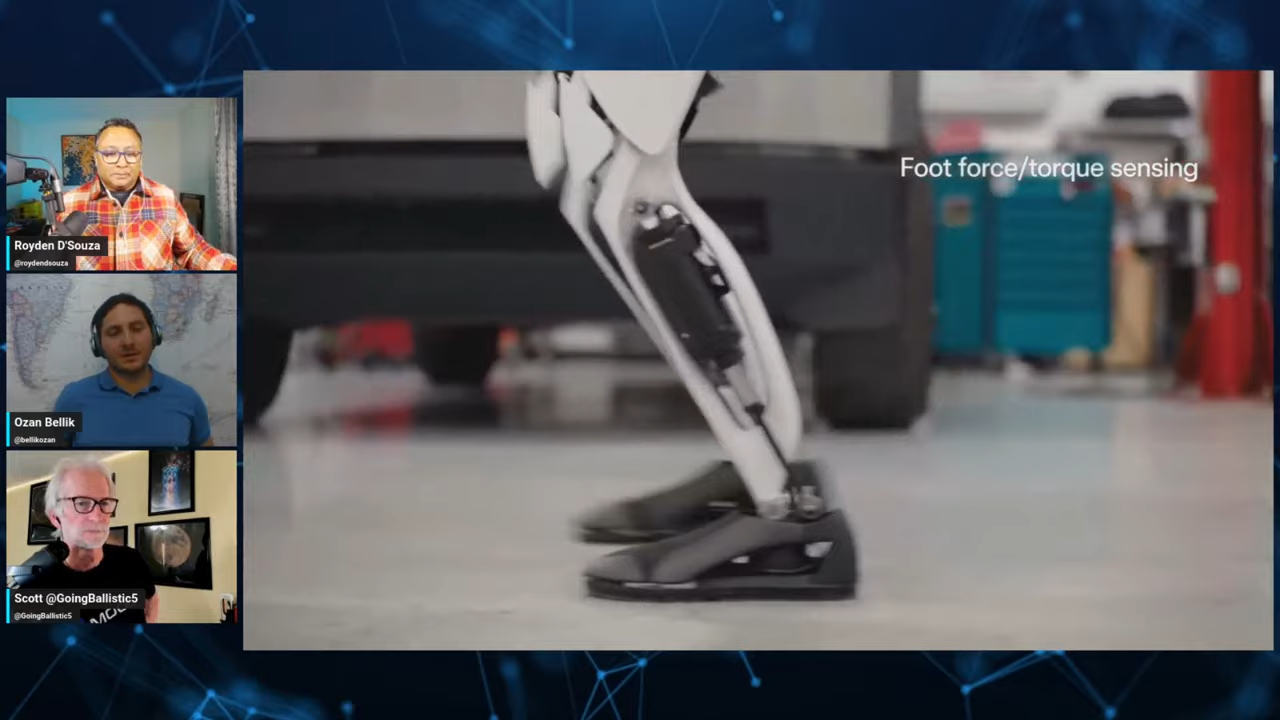 Foot force/torque sensing
Royden D'Souza
@roydendsouza
Ozan Bellik
@bellikozan
Scott @GoingBallistic5
@GoingBallistic5